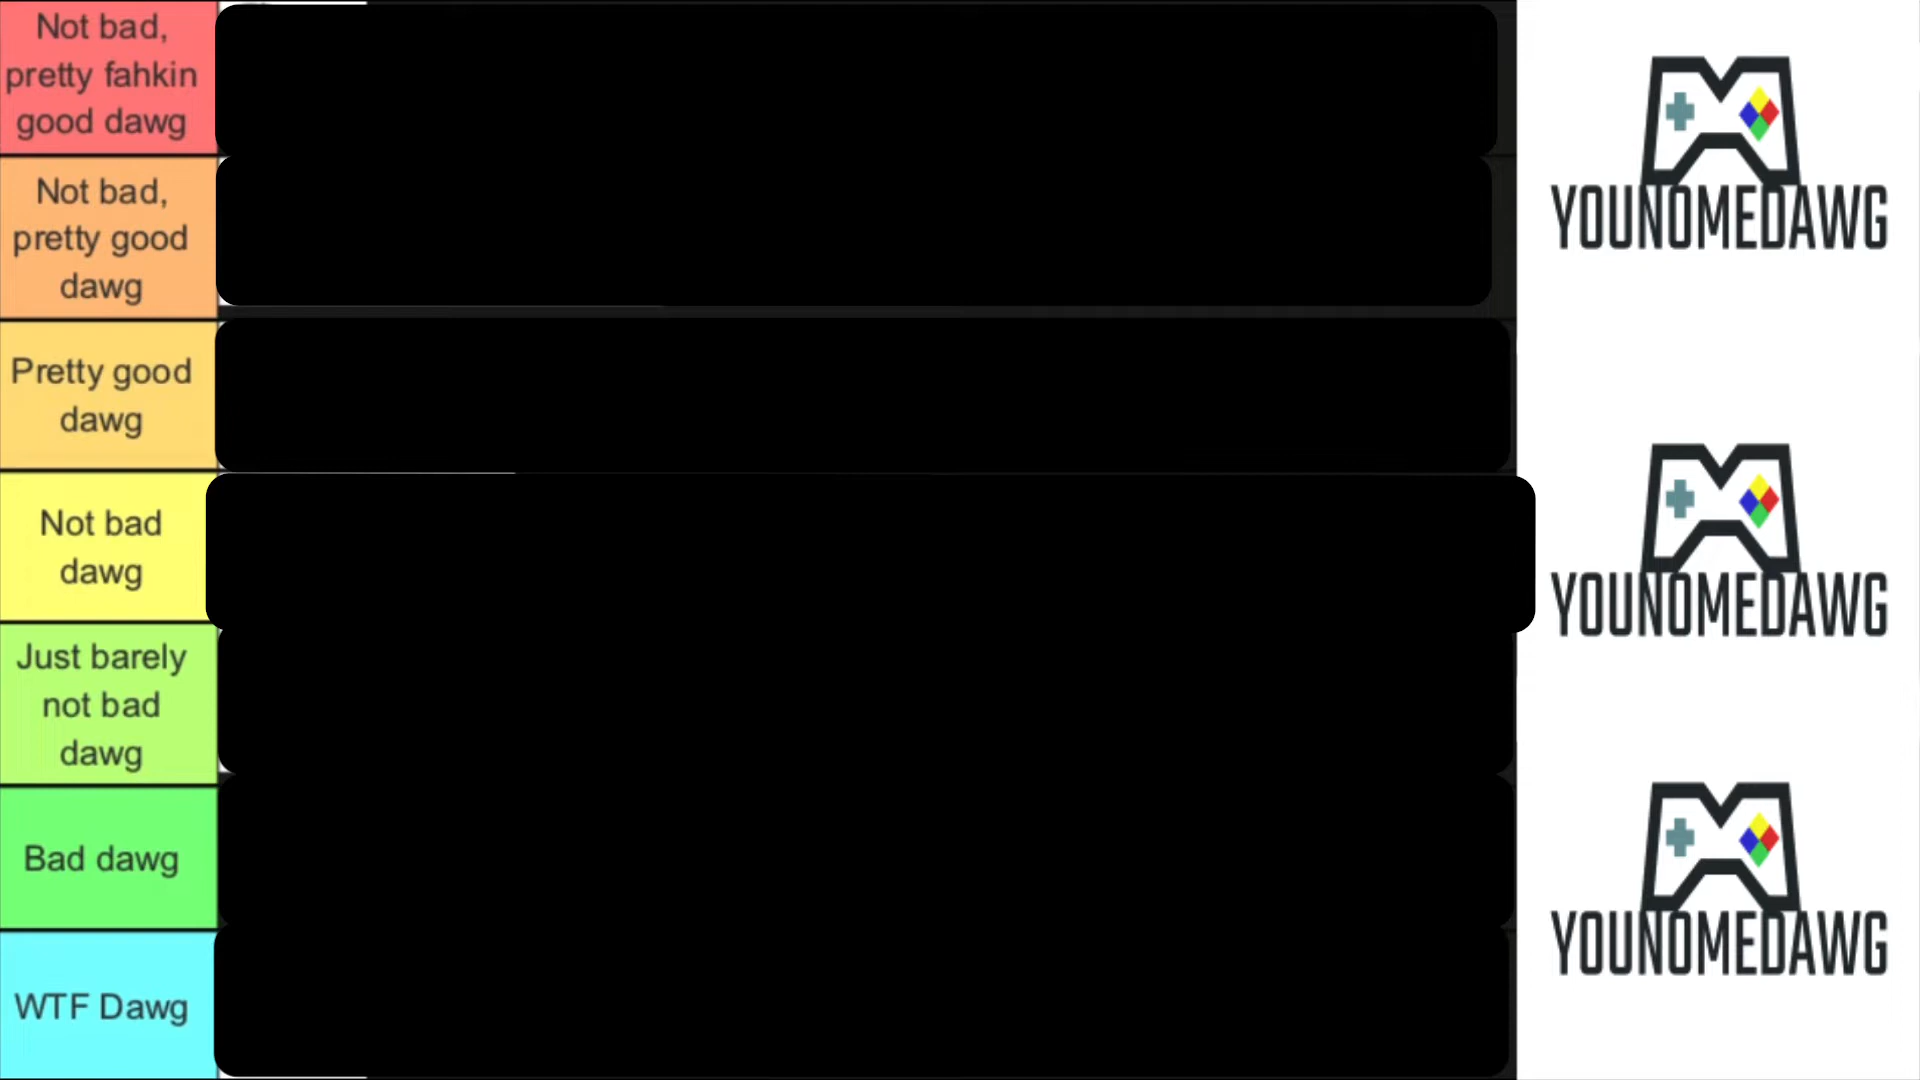 Not bad,
pretty fahkin
good dawg
Not bad,
pretty good
dawg
Pretty good
dawg
Not bad
dawg
Just barely
not bad
dawg
Bad dawg
WTF Dawg
YOUNOMEDAWG
YOUNOMEDAWG
YOUNOMEDAWG